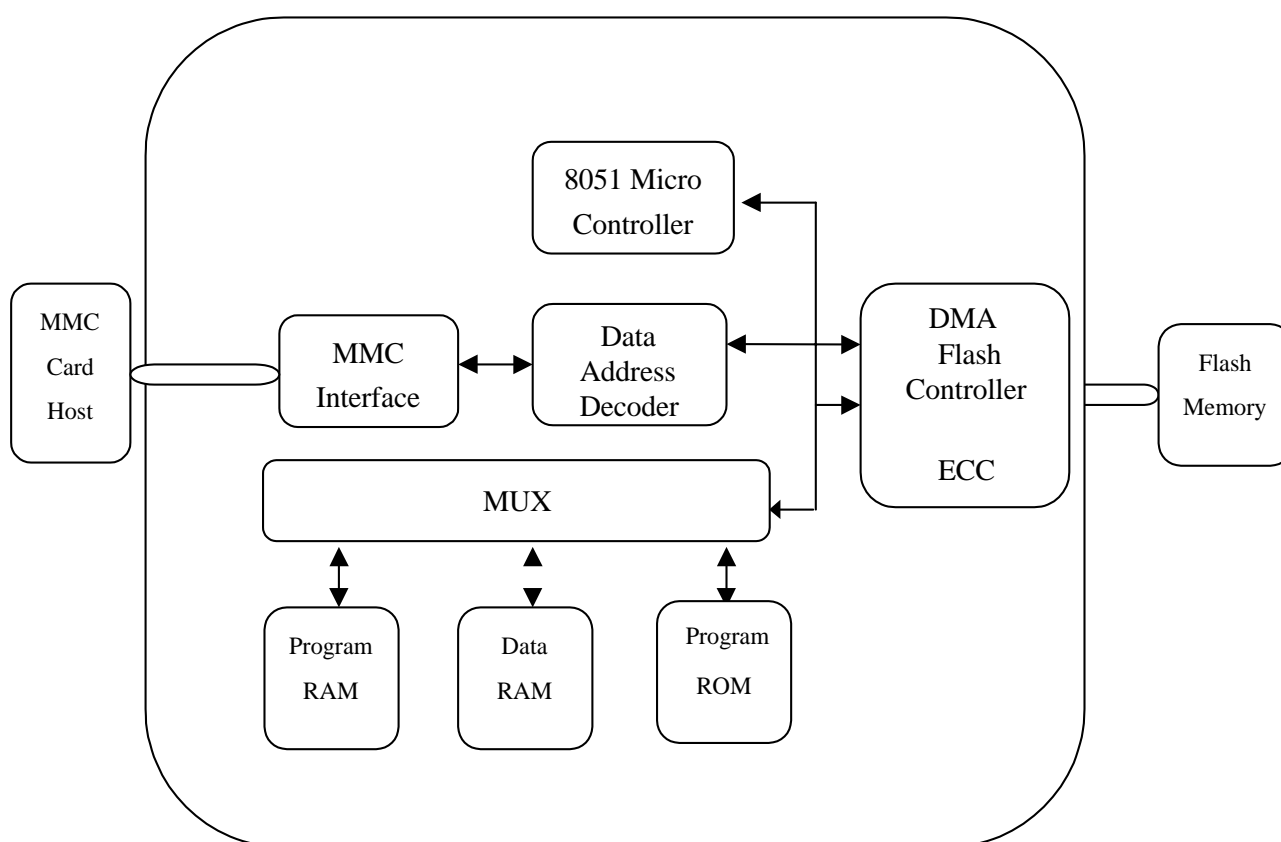 8051 Micro
Controller
MMC
Card
Host
MMC
Interface
Data
Address
Decoder
DMA
Flash
Controller
ECC
Flash
Memory
MUX
Program
RAM
Data
RAM
Program
ROM